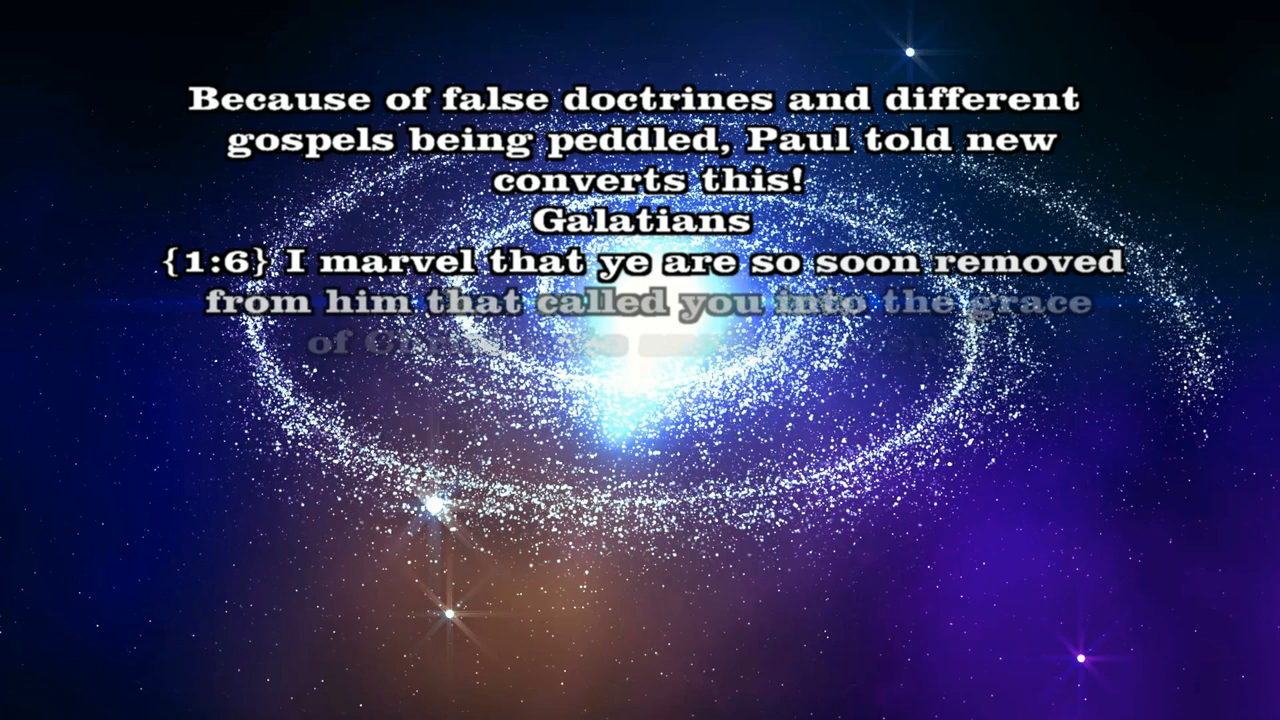 Because of false doctrines and different
gospels being peddled, Paul told new
converts this!
Galatians
{1:6} I marvel that ye are so soon removed
from him that called you into the grace
of